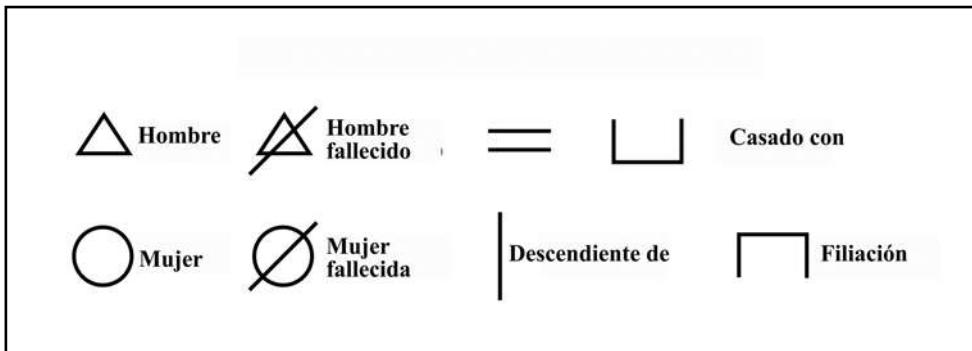 Hombre
Hombre
fallecido
Casado con
Mujer
Mujer
fallecida
Descendiente de
Filiación